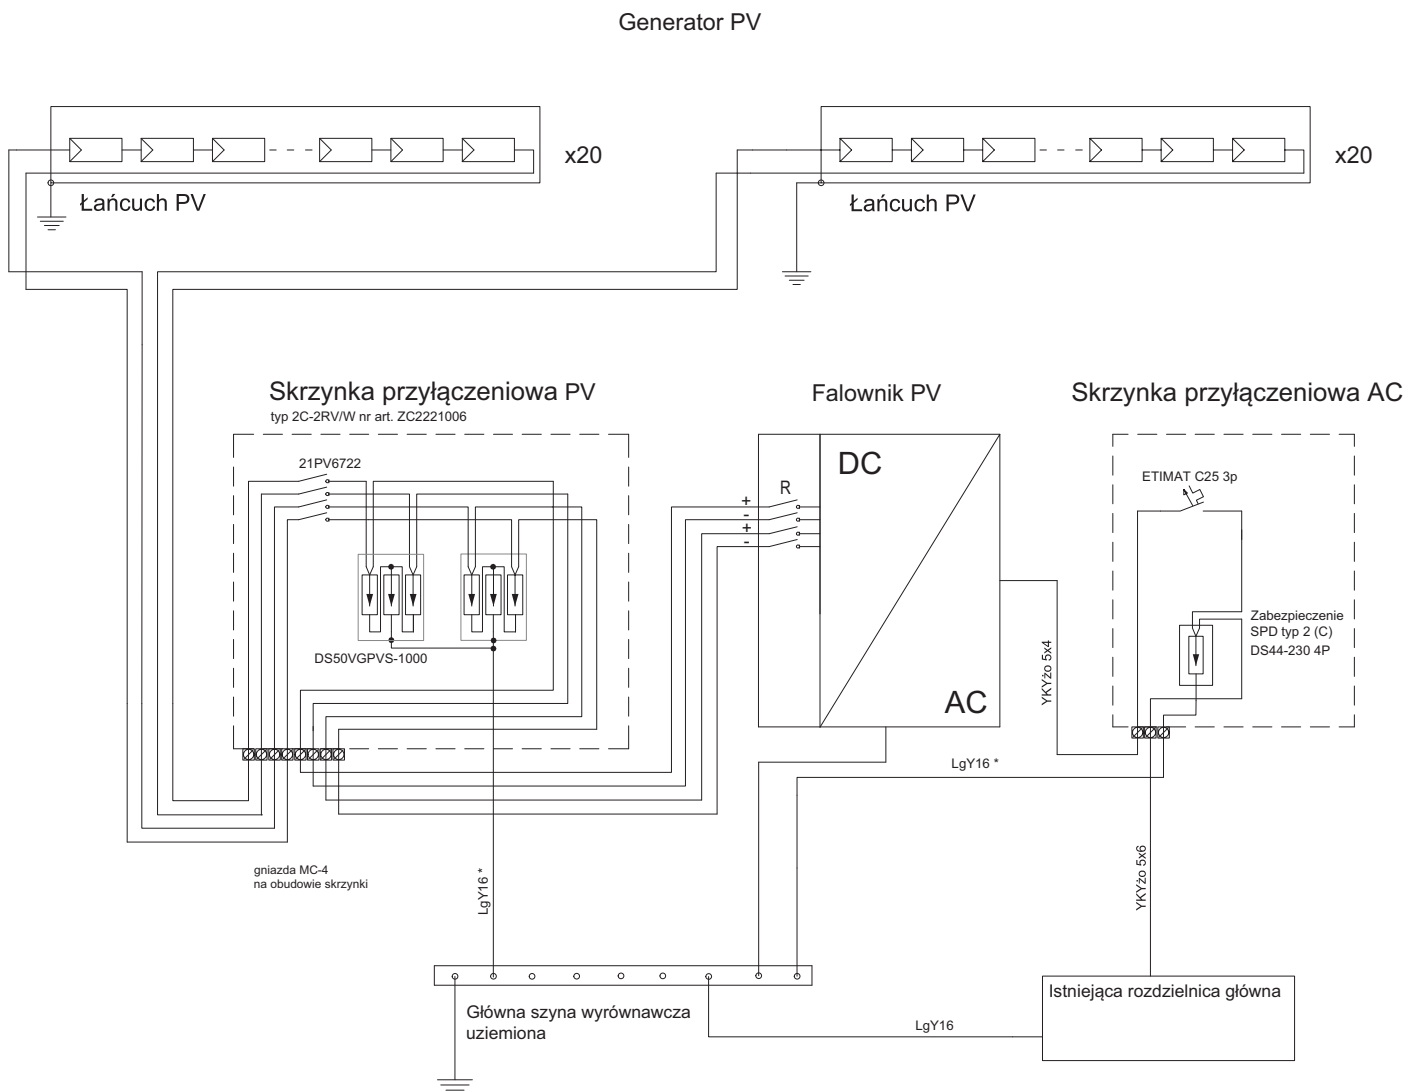 Generator PV
x20
x20
Łańcuch PV
Łańcuch PV
Skrzynka przyłączeniowa PV
typ 2C-2RV/W nr art. ZC2221006
Falownik PV
Skrzynka przyłączeniowa AC
21PV6722
DC
ETIMAT C25 3p
R
+
-
+
-
Zabezpieczenie
SPD typ 2 (C)
DS44-230 4P
DS50VGPVS-1000
YKYżo 5x4
AC
LgY16 *
gniazda MC-4
na obudowie skrzynki
LgY16 *
YKYżo 5x6
Istniejąca rozdzielnica główna
Główna szyna wyrównawcza
uziemiona
LgY16